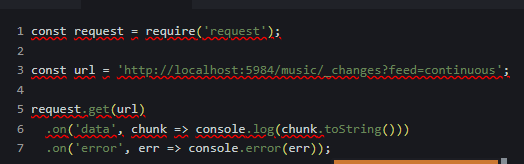 1 const request = require('request');
2
3 const url = 'http://localhost:5984/music/_changes?feed=continuous';
4
5 request.get(url)
6   .on('data', chunk => console.log(chunk.toString()))
7   .on('error', err => console.error(err));